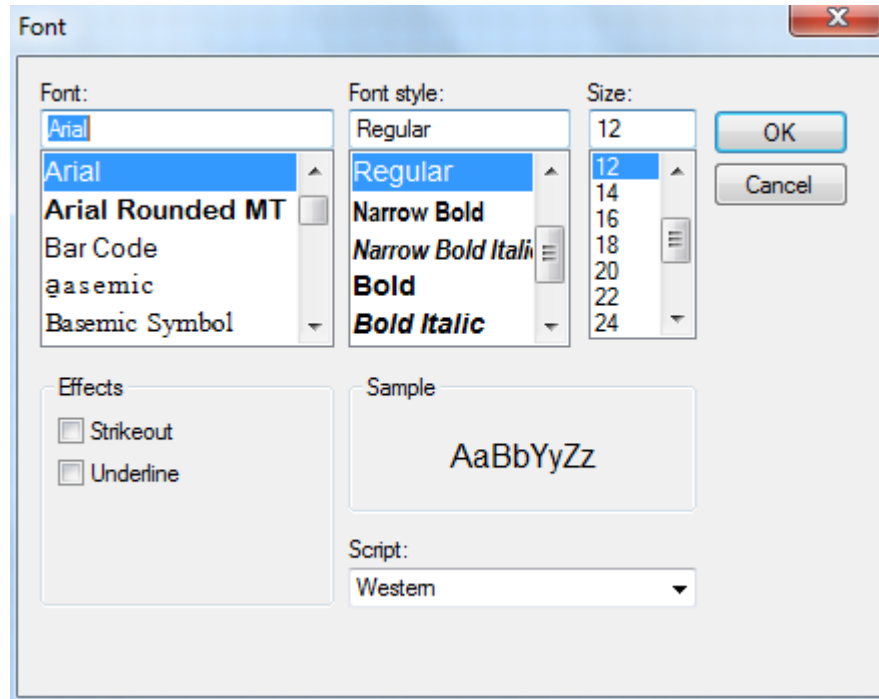 Font
Font:
Arial
Arial
Arial Rounded MT
Bar Code
a̤asemic
Basemic Symbol
Font style:
Regular
Regular
Narrow Bold
Narrow Bold Itali
Bold
Bold Italic
Size:
12
12
14
16
18
20
22
24
OK
Cancel
Effects
Strikeout
Underline
Sample
AaBbYyZz
Script:
Western